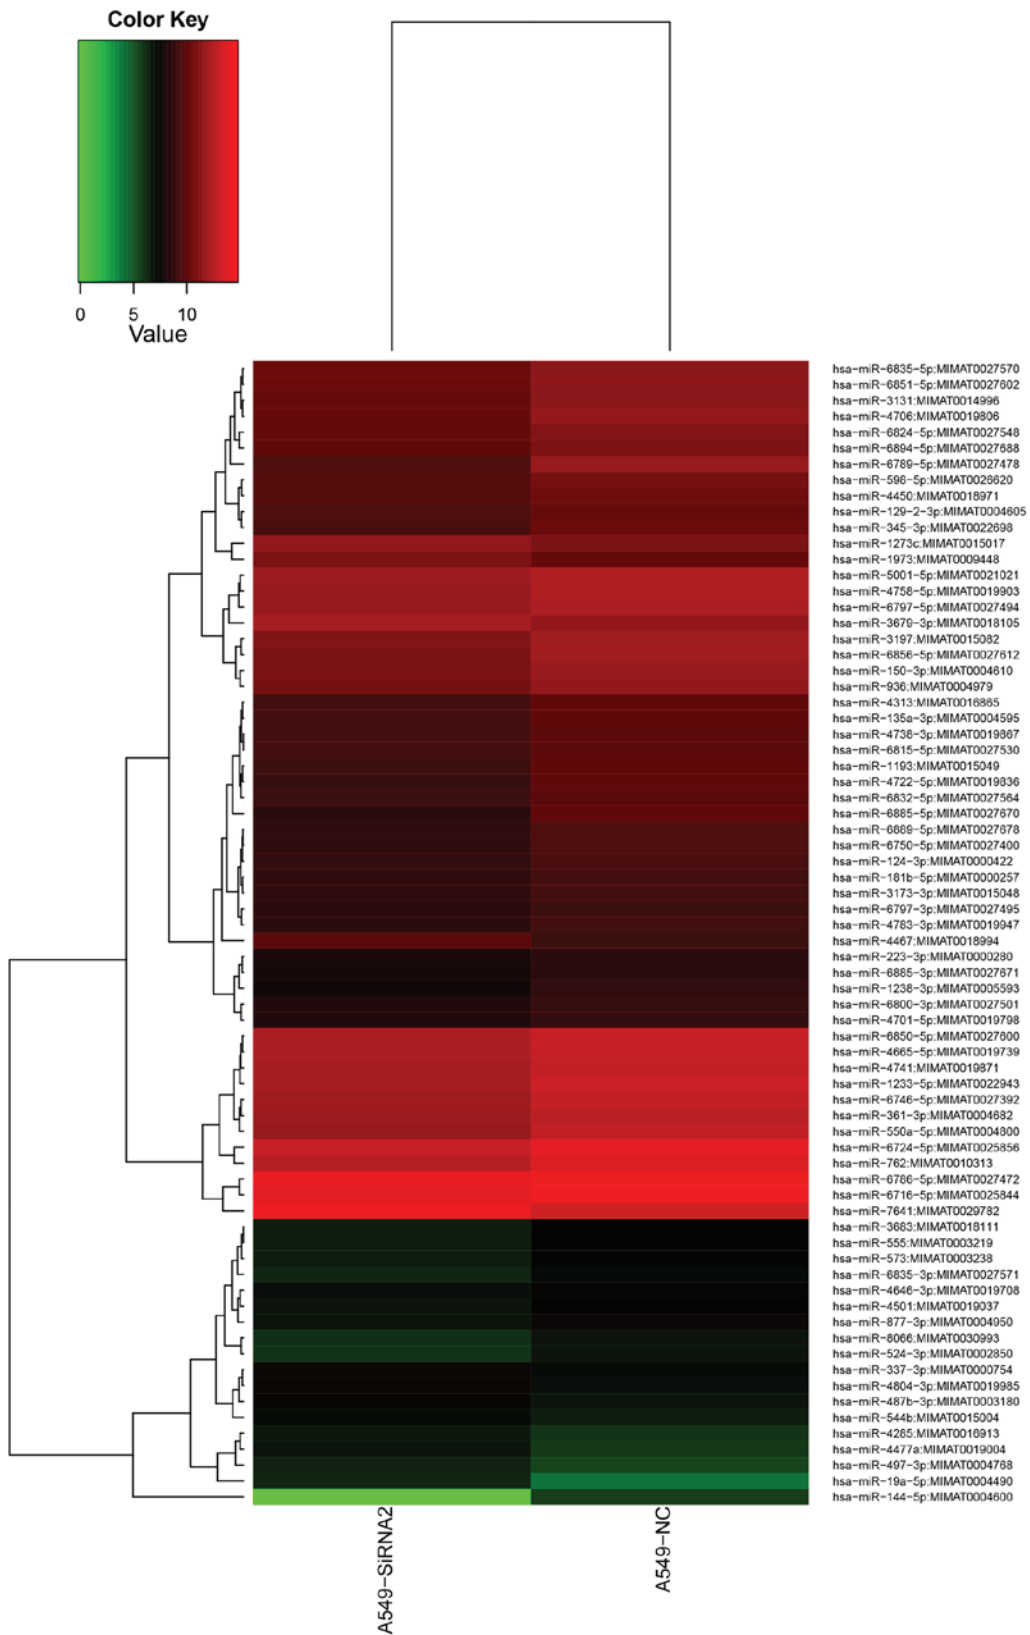 Color Key
0 5 10
Value
hsa-miR-6835-5p:MIMAT0027570
hsa-miR-6851-5p:MIMAT0027602
hsa-miR-3131:MIMAT0014996
hsa-miR-4706:MIMAT0019806
hsa-miR-6824-5p:MIMAT0027548
hsa-miR-6894-5p:MIMAT0027688
hsa-miR-6789-5p:MIMAT0027478
hsa-miR-598-5p:MIMAT0026620
hsa-miR-4450:MIMAT0018971
hsa-miR-129-2-3p:MIMAT0004605
hsa-miR-345-3p:MIMAT0022698
hsa-miR-1273c:MIMAT0015017
hsa-miR-1973:MIMAT0009448
hsa-miR-5001-5p:MIMAT0021021
hsa-miR-4758-5p:MIMAT0019903
hsa-miR-6797-5p:MIMAT0027494
hsa-miR-3679-3p:MIMAT0018105
hsa-miR-3197:MIMAT0015082
hsa-miR-6856-5p:MIMAT0027612
hsa-miR-150-3p:MIMAT0004610
hsa-miR-936:MIMAT0004979
hsa-miR-4313:MIMAT0016865
hsa-miR-135a-3p:MIMAT0004595
hsa-miR-4738-3p:MIMAT0019867
hsa-miR-6815-5p:MIMAT0027530
hsa-miR-1193:MIMAT0015049
hsa-miR-4722-5p:MIMAT0019836
hsa-miR-6832-5p:MIMAT0027564
hsa-miR-6885-5p:MIMAT0027670
hsa-miR-6889-5p:MIMAT0027678
hsa-miR-6750-5p:MIMAT0027400
hsa-miR-124-3p:MIMAT0000422
hsa-miR-181b-5p:MIMAT0000257
hsa-miR-3173-3p:MIMAT0015048
hsa-miR-6797-3p:MIMAT0027495
hsa-miR-4783-3p:MIMAT0019947
hsa-miR-4467:MIMAT0018994
hsa-miR-223-3p:MIMAT0000280
hsa-miR-6885-3p:MIMAT0027671
hsa-miR-1238-3p:MIMAT0005593
hsa-miR-6800-3p:MIMAT0027501
hsa-miR-4701-5p:MIMAT0019798
hsa-miR-6850-5p:MIMAT0027600
hsa-miR-4665-5p:MIMAT0019739
hsa-miR-4741:MIMAT0019871
hsa-miR-1233-5p:MIMAT0022943
hsa-miR-6746-5p:MIMAT0027392
hsa-miR-361-3p:MIMAT0004682
hsa-miR-550a-5p:MIMAT0004800
hsa-miR-6724-5p:MIMAT0025856
hsa-miR-762:MIMAT0010313
hsa-miR-6786-5p:MIMAT0027472
hsa-miR-6716-5p:MIMAT0025844
hsa-miR-7641:MIMAT0029782
hsa-miR-3683:MIMAT0018111
hsa-miR-555:MIMAT0003219
hsa-miR-573:MIMAT0003238
hsa-miR-6835-3p:MIMAT0027571
hsa-miR-4646-3p:MIMAT0019708
hsa-miR-4501:MIMAT0019037
hsa-miR-877-3p:MIMAT0004950
hsa-miR-8066:MIMAT0030993
hsa-miR-524-3p:MIMAT0002850
hsa-miR-337-3p:MIMAT0000754
hsa-miR-4804-3p:MIMAT0019985
hsa-miR-487b-3p:MIMAT0003180
hsa-miR-544b:MIMAT0015004
hsa-miR-4285:MIMAT0016913
hsa-miR-4477a:MIMAT0019004
hsa-miR-497-3p:MIMAT0004768
hsa-miR-19a-5p:MIMAT0004490
hsa-miR-144-5p:MIMAT0004600
A549-SiRNA2
A549-NC